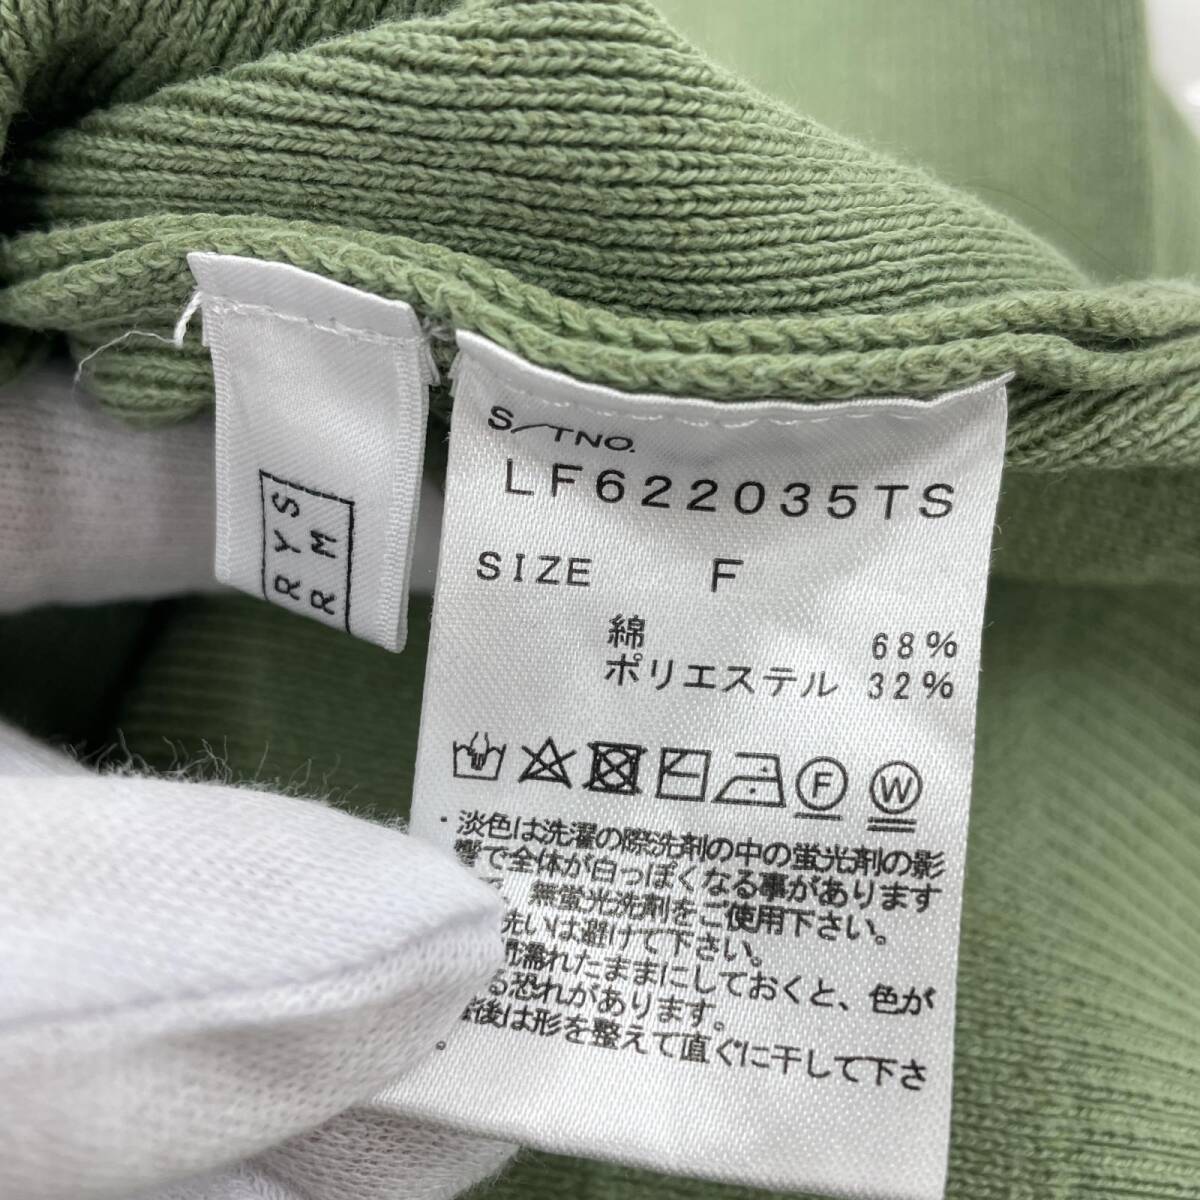 RYS
RM
S/TNO.
LF622035TS
SIZE F
綿 68%
ポリエステル 32%
F W
・淡色は洗濯の際洗剤の中の蛍光剤の影
響で全体が白っぽくなる事があります
無蛍光洗剤をご使用下さい。
洗いは避けて下さい。
濡れたままにしておくと、色が
る恐れがあります。
後は形を整えて直ぐに干して下さ
。